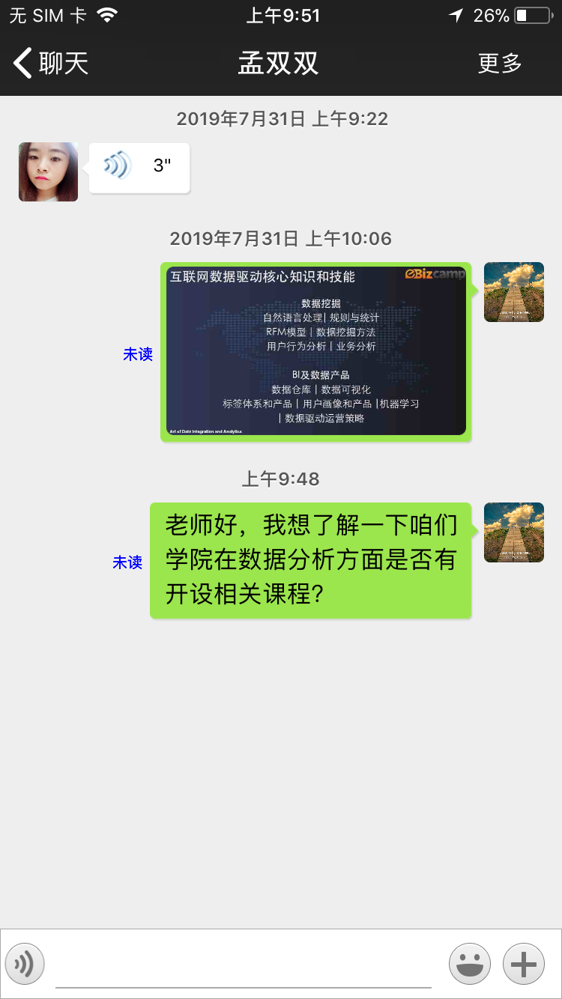 无 SIM 卡 上午9:51 26%
聊天 孟双双 更多
2019年7月31日 上午9:22
3"
2019年7月31日 上午10:06
互联网数据驱动核心知识和技能 eBizcamp
数据挖掘
自然语言处理| 规则与统计
RFM模型 | 数据挖掘方法
用户行为分析 | 业务分析
BI及数据产品
数据仓库 | 数据可视化
标签体系和产品 | 用户画像和产品 |机器学习
| 数据驱动运营策略
Art of Data Integration and Analytics
未读
上午9:48
老师好，我想了解一下咱们
学院在数据分析方面是否有
开设相关课程?
未读